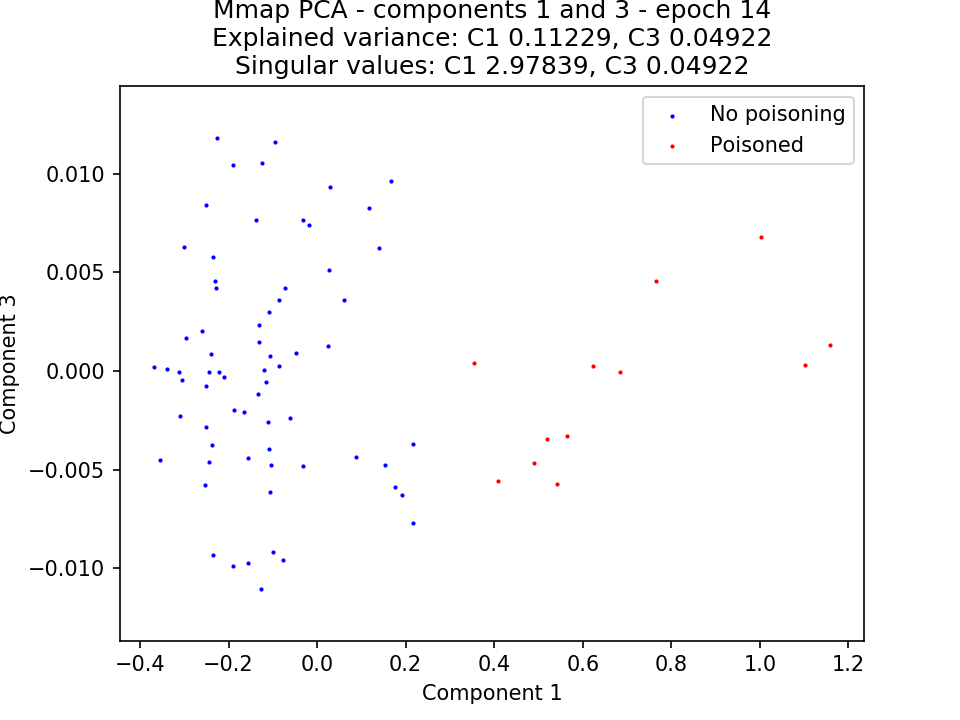 Mmap PCA - components 1 and 3 - epoch 14
Explained variance: C1 0.11229, C3 0.04922
Singular values: C1 2.97839, C3 0.04922
No poisoning
Poisoned
0.010
0.005
0.000
−0.005
−0.010
Component 3
−0.4 −0.2 0.0 0.2 0.4 0.6 0.8 1.0 1.2
Component 1